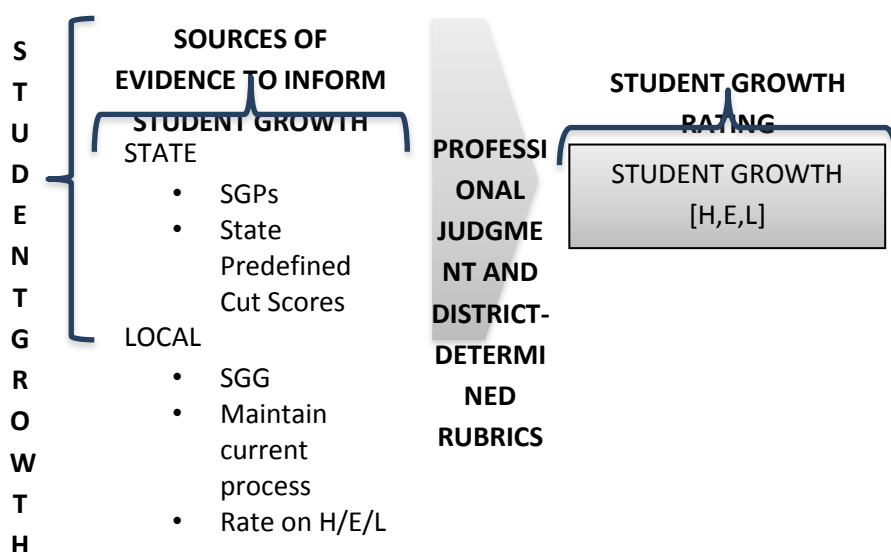 S
T
U
D
E
N
T
G
R
O
W
T
H
SOURCES OF
EVIDENCE TO INFORM
STUDENT GROWTH
STATE
• SGPs
• State
Predefined
Cut Scores
LOCAL
• SGG
• Maintain
current
process
• Rate on H/E/L
PROFESSI
ONAL
JUDGME
NT AND
DISTRICT-
DETERMI
NED
RUBRICS
STUDENT GROWTH
RATING
STUDENT GROWTH
[H,E,L]